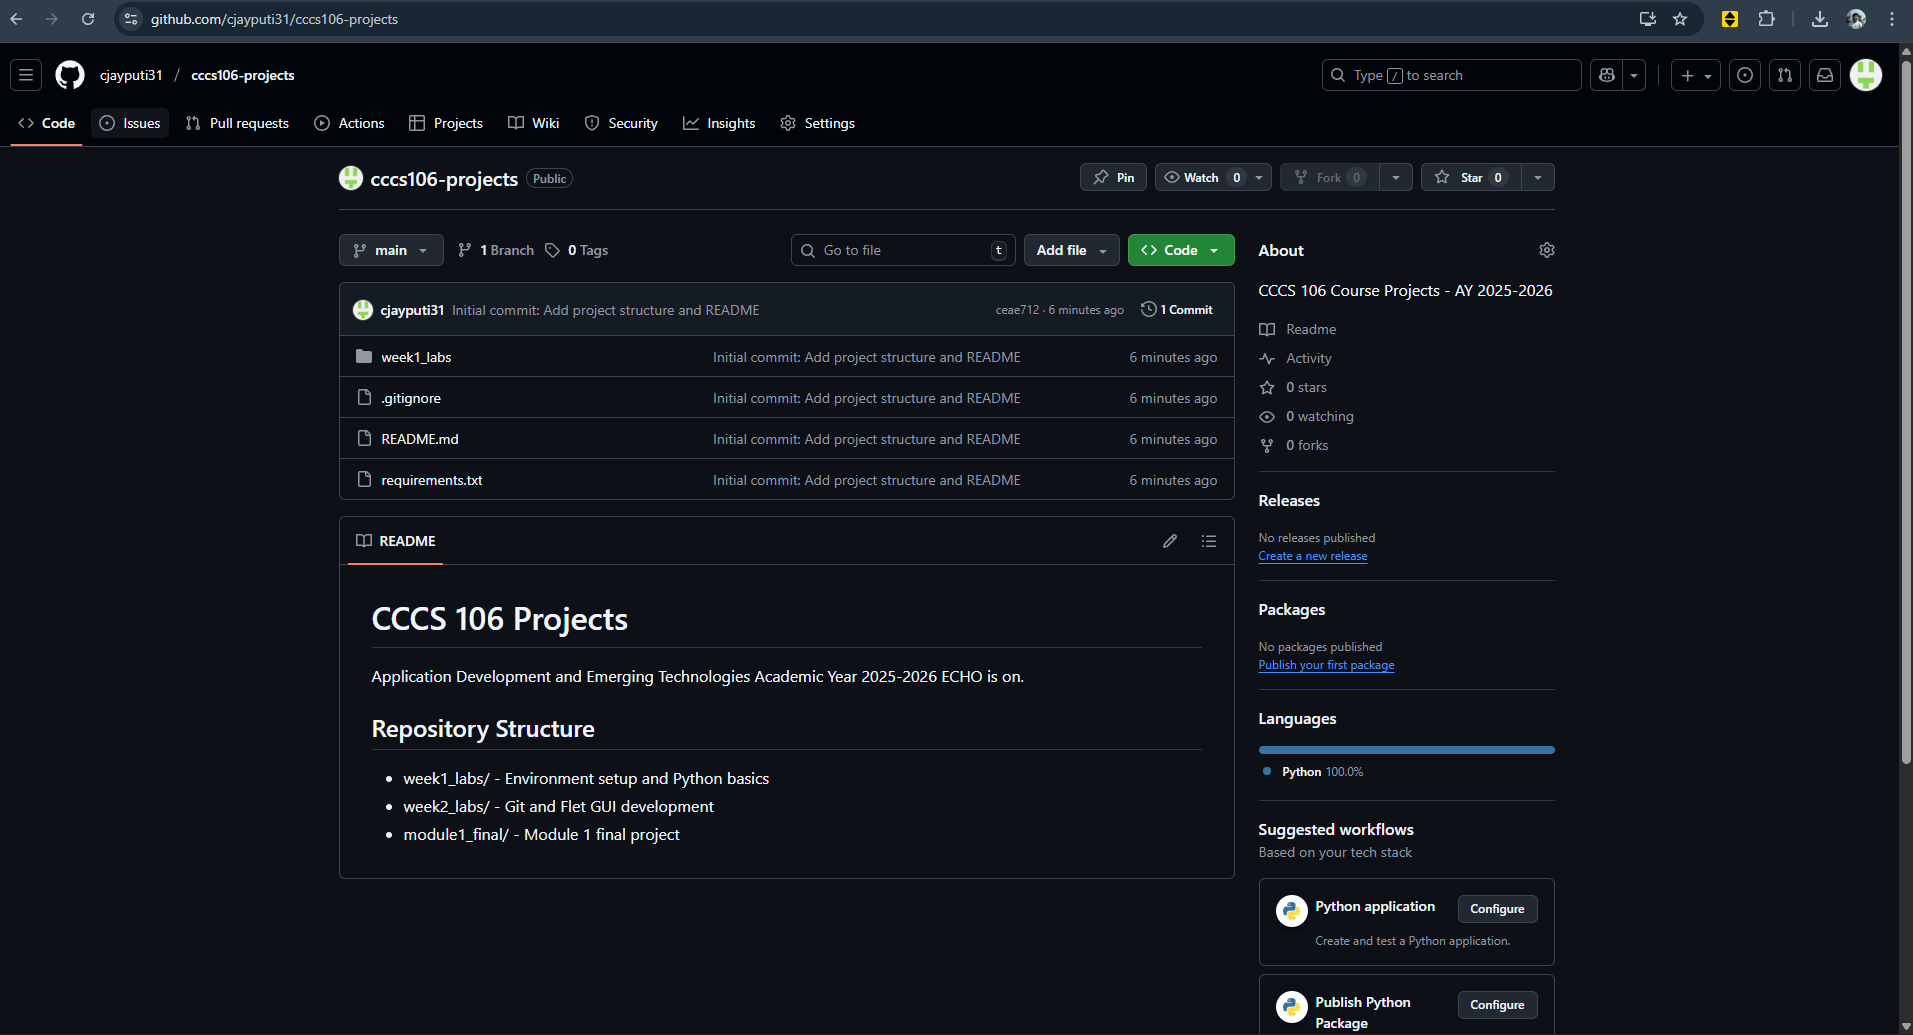 github.com/cjayputi31/cccs106-projects
cjayputi31 / cccs106-projects
Type / to search
Code Issues Pull requests Actions Projects Wiki Security Insights Settings
cccs106-projects Public
Pin Watch 0 Fork 0 Star 0
main 1 Branch 0 Tags Go to file t Add file Code
cjayputi31 Initial commit: Add project structure and README ceae712 · 6 minutes ago 1 Commit
week1_labs Initial commit: Add project structure and README 6 minutes ago
.gitignore Initial commit: Add project structure and README 6 minutes ago
README.md Initial commit: Add project structure and README 6 minutes ago
requirements.txt Initial commit: Add project structure and README 6 minutes ago
README
CCCS 106 Projects
Application Development and Emerging Technologies Academic Year 2025-2026 ECHO is on.
Repository Structure
week1_labs/ - Environment setup and Python basics
week2_labs/ - Git and Flet GUI development
module1_final/ - Module 1 final project
About
CCCS 106 Course Projects - AY 2025-2026
Readme
Activity
0 stars
0 watching
0 forks
Releases
No releases published
Create a new release
Packages
No packages published
Publish your first package
Languages
Python 100.0%
Suggested workflows
Based on your tech stack
Python application Configure
Create and test a Python application.
Publish Python Configure
Package